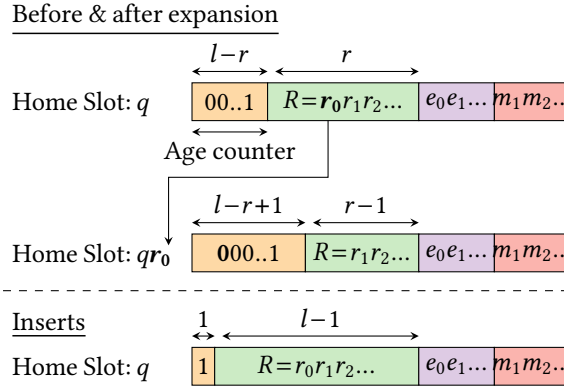 Before & after expansion
l−r r
Home Slot: q 00..1 R=r₀r₁r₂... e₀e₁... m₁m₂..
Age counter
l−r+1 r−1
Home Slot: qr₀ 000..1 R=r₁r₂... e₀e₁... m₁m₂..
Inserts 1 l−1
Home Slot: q 1 R=r₀r₁r₂... e₀e₁... m₁m₂..